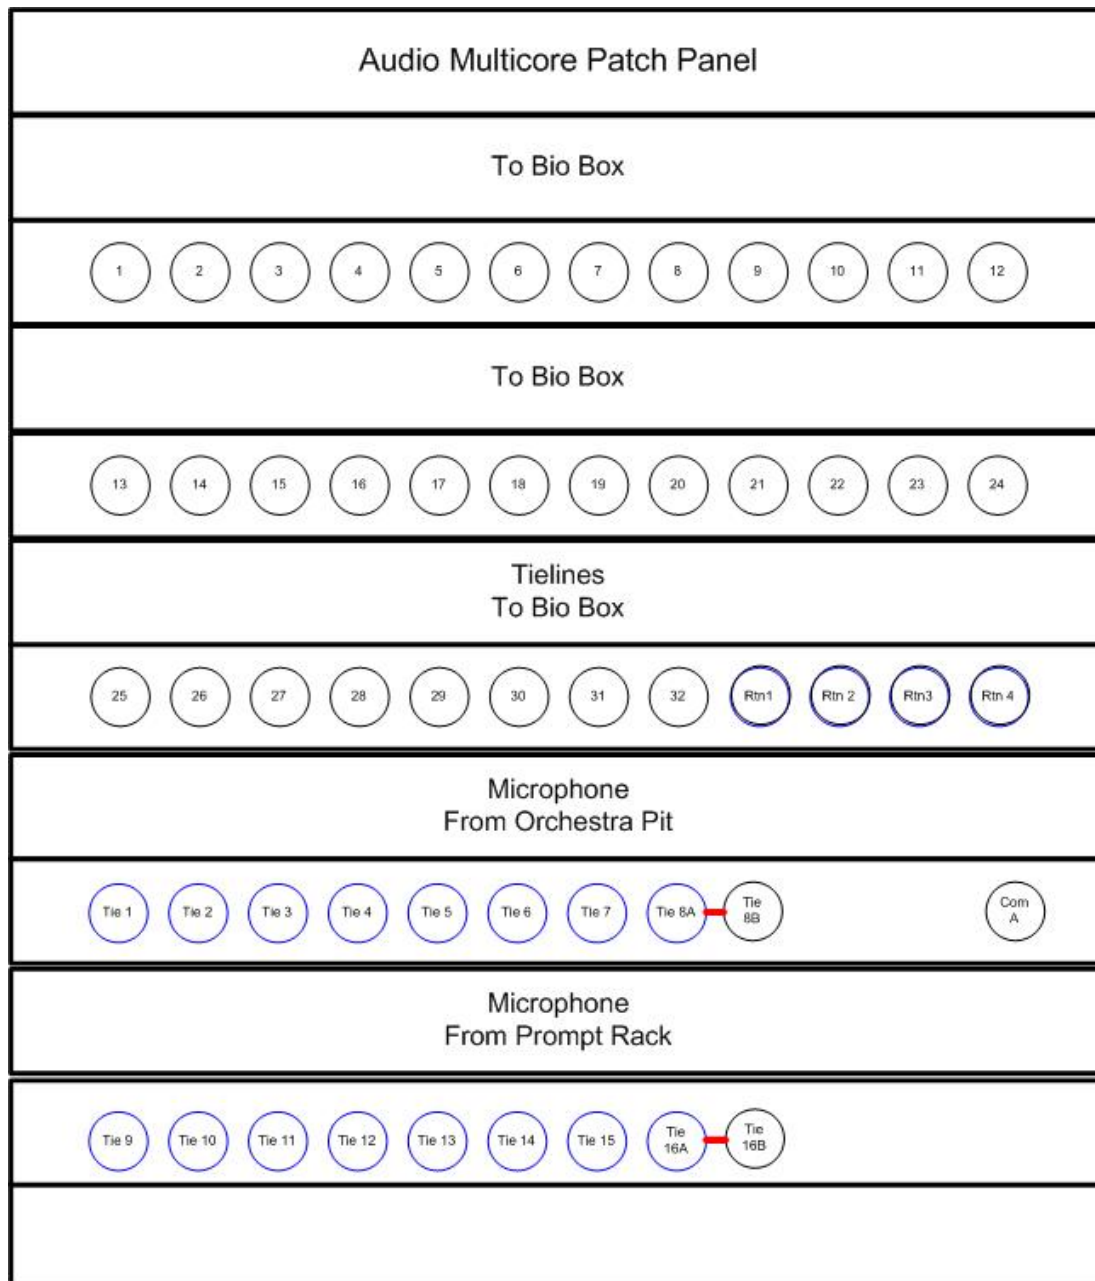 Audio Multicore Patch Panel
To Bio Box
1 2 3 4 5 6 7 8 9 10 11 12
To Bio Box
13 14 15 16 17 18 19 20 21 22 23 24
Tielines
To Bio Box
25 26 27 28 29 30 31 32 Rtn1 Rtn 2 Rtn3 Rtn 4
Microphone
From Orchestra Pit
Tie 1 Tie 2 Tie 3 Tie 4 Tie 5 Tie 6 Tie 7 Tie 8A Tie 8B Com A
Microphone
From Prompt Rack
Tie 9 Tie 10 Tie 11 Tie 12 Tie 13 Tie 14 Tie 15 Tie 16A Tie 16B